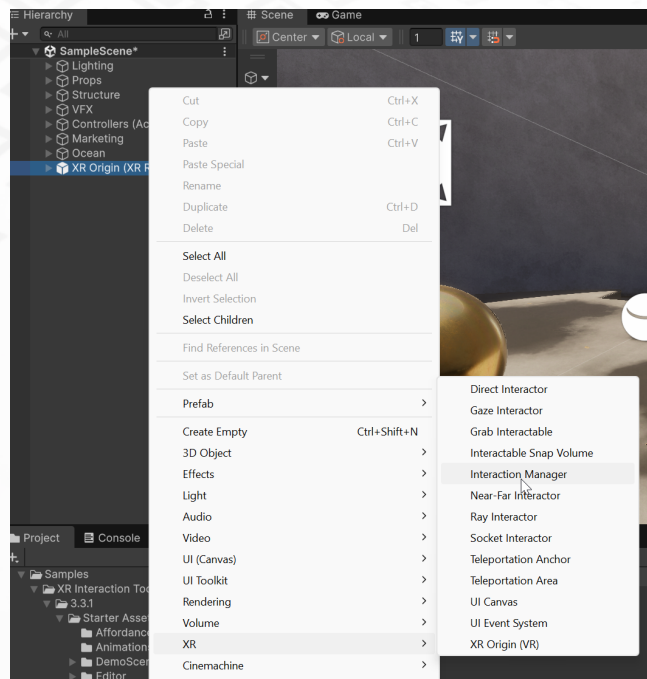 Hierarchy
# Scene
Game
All
Center
Local
1
SampleScene*
Lighting
Props
Structure
VFX
Controllers (Ac
Marketing
Ocean
XR Origin (XR R
Cut Ctrl+X
Copy Ctrl+C
Paste Ctrl+V
Paste Special
Rename
Duplicate Ctrl+D
Delete Del
Select All
Deselect All
Invert Selection
Select Children
Find References in Scene
Set as Default Parent
Prefab
Create Empty Ctrl+Shift+N
3D Object
Effects
Light
Audio
Video
UI (Canvas)
UI Toolkit
Rendering
Volume
XR
Cinemachine
Direct Interactor
Gaze Interactor
Grab Interactable
Interactable Snap Volume
Interaction Manager
Near-Far Interactor
Ray Interactor
Socket Interactor
Teleportation Anchor
Teleportation Area
UI Canvas
UI Event System
XR Origin (VR)
Project
Console
Samples
XR Interaction Too
3.3.1
Starter Asse
Affordanc
Animation
DemoScen
Editor